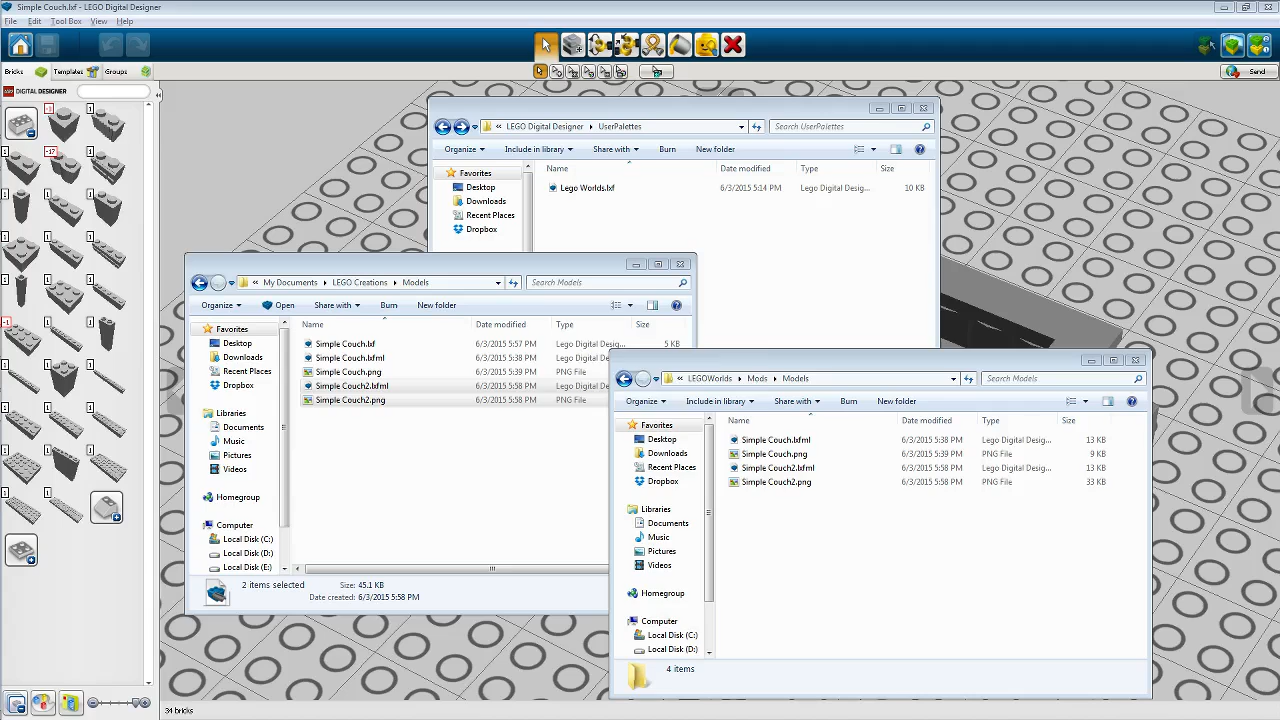 Simple Couch.lxf - LEGO Digital Designer
File Edit Tool Box View Help
Bricks Templates Groups
Send
LEGO DIGITAL DESIGNER
« LEGO Digital Designer ▸ UserPalettes
Search UserPalettes
Organize Include in library Share with Burn New folder
Favorites
Desktop
Downloads
Recent Places
Dropbox
Name Date modified Type Size
Lego Worlds.lxf 6/3/2015 5:14 PM Lego Digital Desig... 10 KB
My Documents ▸ LEGO Creations ▸ Models
Search Models
Organize Open Share with Burn New folder
Favorites
Desktop
Downloads
Recent Places
Dropbox
Libraries
Documents
Music
Pictures
Videos
Homegroup
Computer
Local Disk (C:)
Local Disk (D:)
Local Disk (E:)
Name Date modified Type Size
Simple Couch.lxf 6/3/2015 5:57 PM Lego Digital Desig... 5 KB
Simple Couch.lxfml 6/3/2015 5:38 PM Lego Digital Desig
Simple Couch.png 6/3/2015 5:39 PM PNG File
Simple Couch2.lxfml 6/3/2015 5:58 PM Lego Digital Desig
Simple Couch2.png 6/3/2015 5:58 PM PNG File
2 items selected Size: 45.1 KB
Date created: 6/3/2015 5:58 PM
« LEGOWorlds ▸ Mods ▸ Models
Search Models
Organize Include in library Share with Burn New folder
Favorites
Desktop
Downloads
Recent Places
Dropbox
Libraries
Documents
Music
Pictures
Videos
Homegroup
Computer
Local Disk (C:)
Local Disk (D:)
Name Date modified Type Size
Simple Couch.lxfml 6/3/2015 5:38 PM Lego Digital Desig... 13 KB
Simple Couch.png 6/3/2015 5:39 PM PNG File 9 KB
Simple Couch2.lxfml 6/3/2015 5:58 PM Lego Digital Desig... 13 KB
Simple Couch2.png 6/3/2015 5:58 PM PNG File 33 KB
4 items
34 bricks